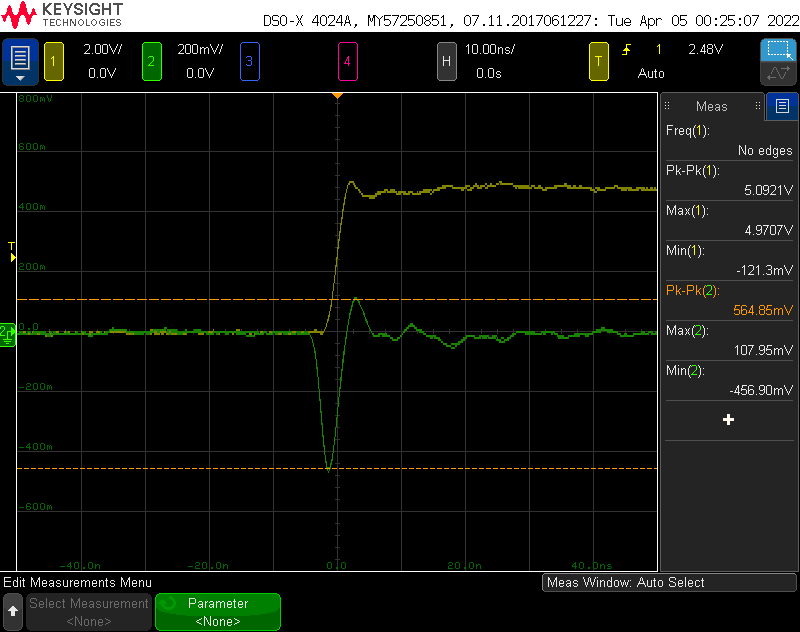 KEYSIGHT
TECHNOLOGIES
DSO-X 4024A, MY57250851, 07.11.2017061227: Tue Apr 05 00:25:07 2022
1 2.00V/ 0.0V
2 200mV/ 0.0V
3
4
H 10.00ns/ 0.0s
T 1 2.48V
Auto
Meas
Freq(1):
No edges
Pk-Pk(1):
5.0921V
Max(1):
4.9707V
Min(1):
-121.3mV
Pk-Pk(2):
564.85mV
Max(2):
107.95mV
Min(2):
-456.90mV
+
800mV
600m
400m
T
200m
2 0.0
-200m
-400m
-600m
-40.0n -20.0n 0.0 20.0n 40.0ns
Edit Measurements Menu
Meas Window: Auto Select
Select Measurement
<None>
Parameter
<None>